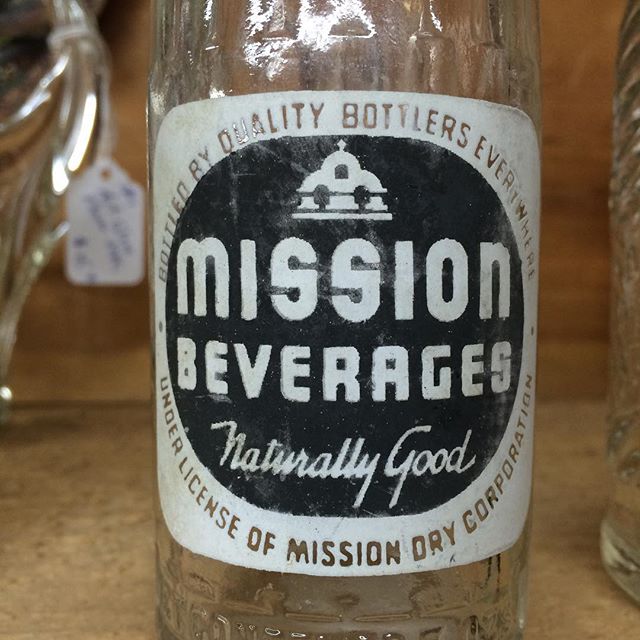 BOTTLED BY QUALITY BOTTLERS EVERYWHERE
MISSION
BEVERAGES
Naturally Good
UNDER LICENSE OF MISSION DRY CORPORATION